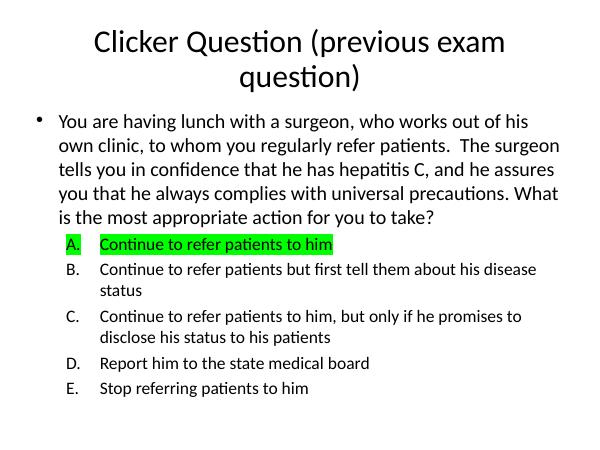 Clicker Question (previous exam
question)
• You are having lunch with a surgeon, who works out of his
own clinic, to whom you regularly refer patients.  The surgeon
tells you in confidence that he has hepatitis C, and he assures
you that he always complies with universal precautions. What
is the most appropriate action for you to take?
A. Continue to refer patients to him
B. Continue to refer patients but first tell them about his disease
status
C. Continue to refer patients to him, but only if he promises to
disclose his status to his patients
D. Report him to the state medical board
E. Stop referring patients to him